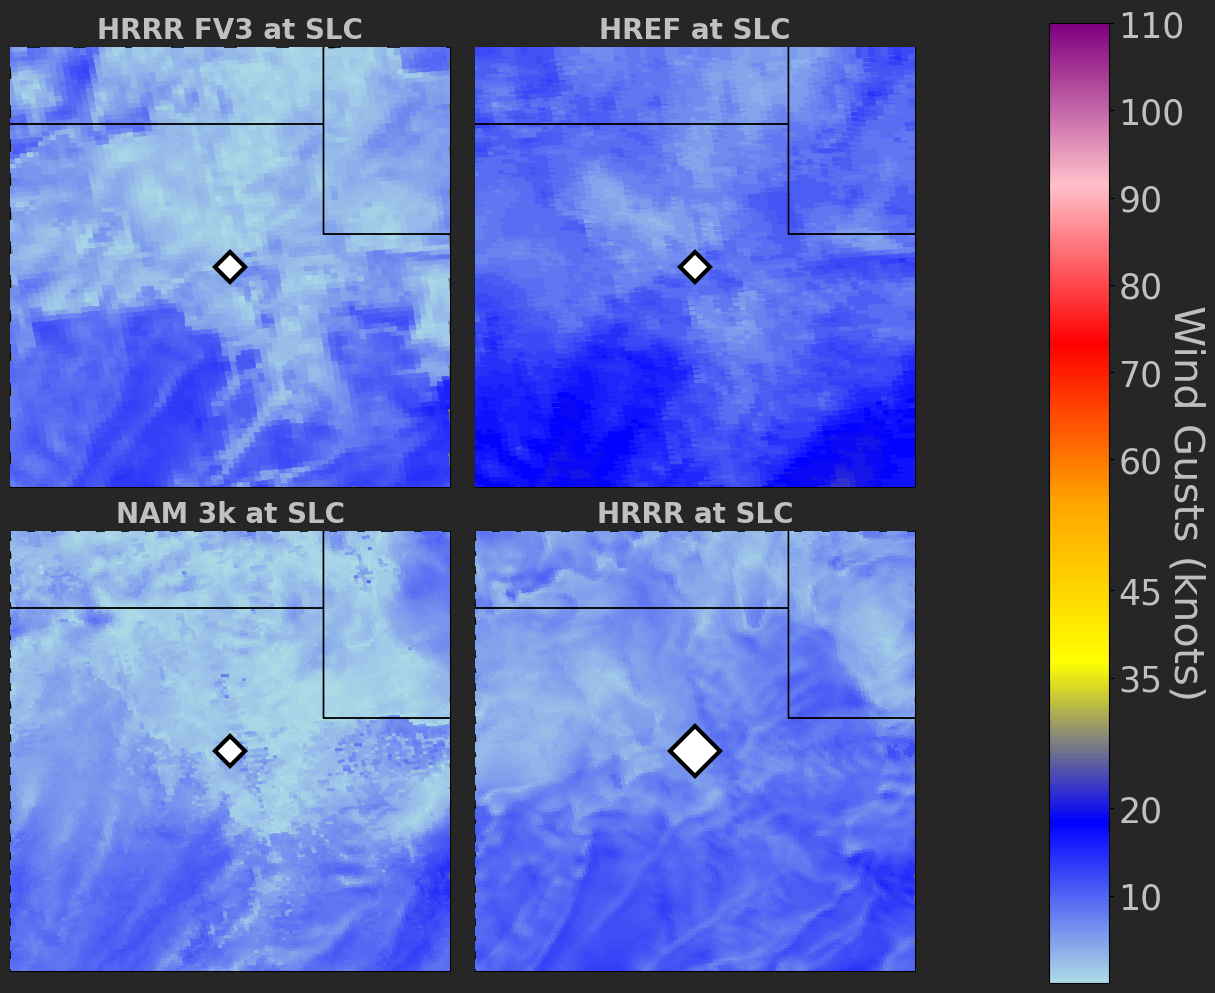 HRRR FV3 at SLC
HREF at SLC
NAM 3k at SLC
HRRR at SLC
110
100
90
80
70
60
45
35
20
10
Wind Gusts (knots)